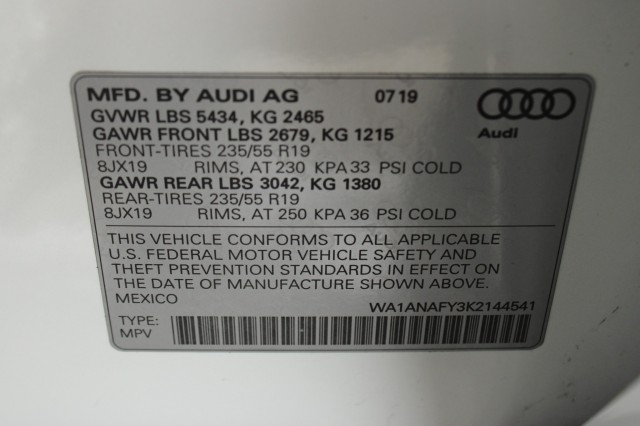 MFD. BY AUDI AG 07 19
GVWR LBS 5434, KG 2465
GAWR FRONT LBS 2679, KG 1215
Audi
FRONT-TIRES 235/55 R19
8JX19 RIMS, AT 230 KPA 33 PSI COLD
GAWR REAR LBS 3042, KG 1380
REAR-TIRES 235/55 R19
8JX19 RIMS, AT 250 KPA 36 PSI COLD
THIS VEHICLE CONFORMS TO ALL APPLICABLE
U.S. FEDERAL MOTOR VEHICLE SAFETY AND
THEFT PREVENTION STANDARDS IN EFFECT ON
THE DATE OF MANUFACTURE SHOWN ABOVE.
MEXICO WA1ANAFY3K2144541
TYPE:
MPV